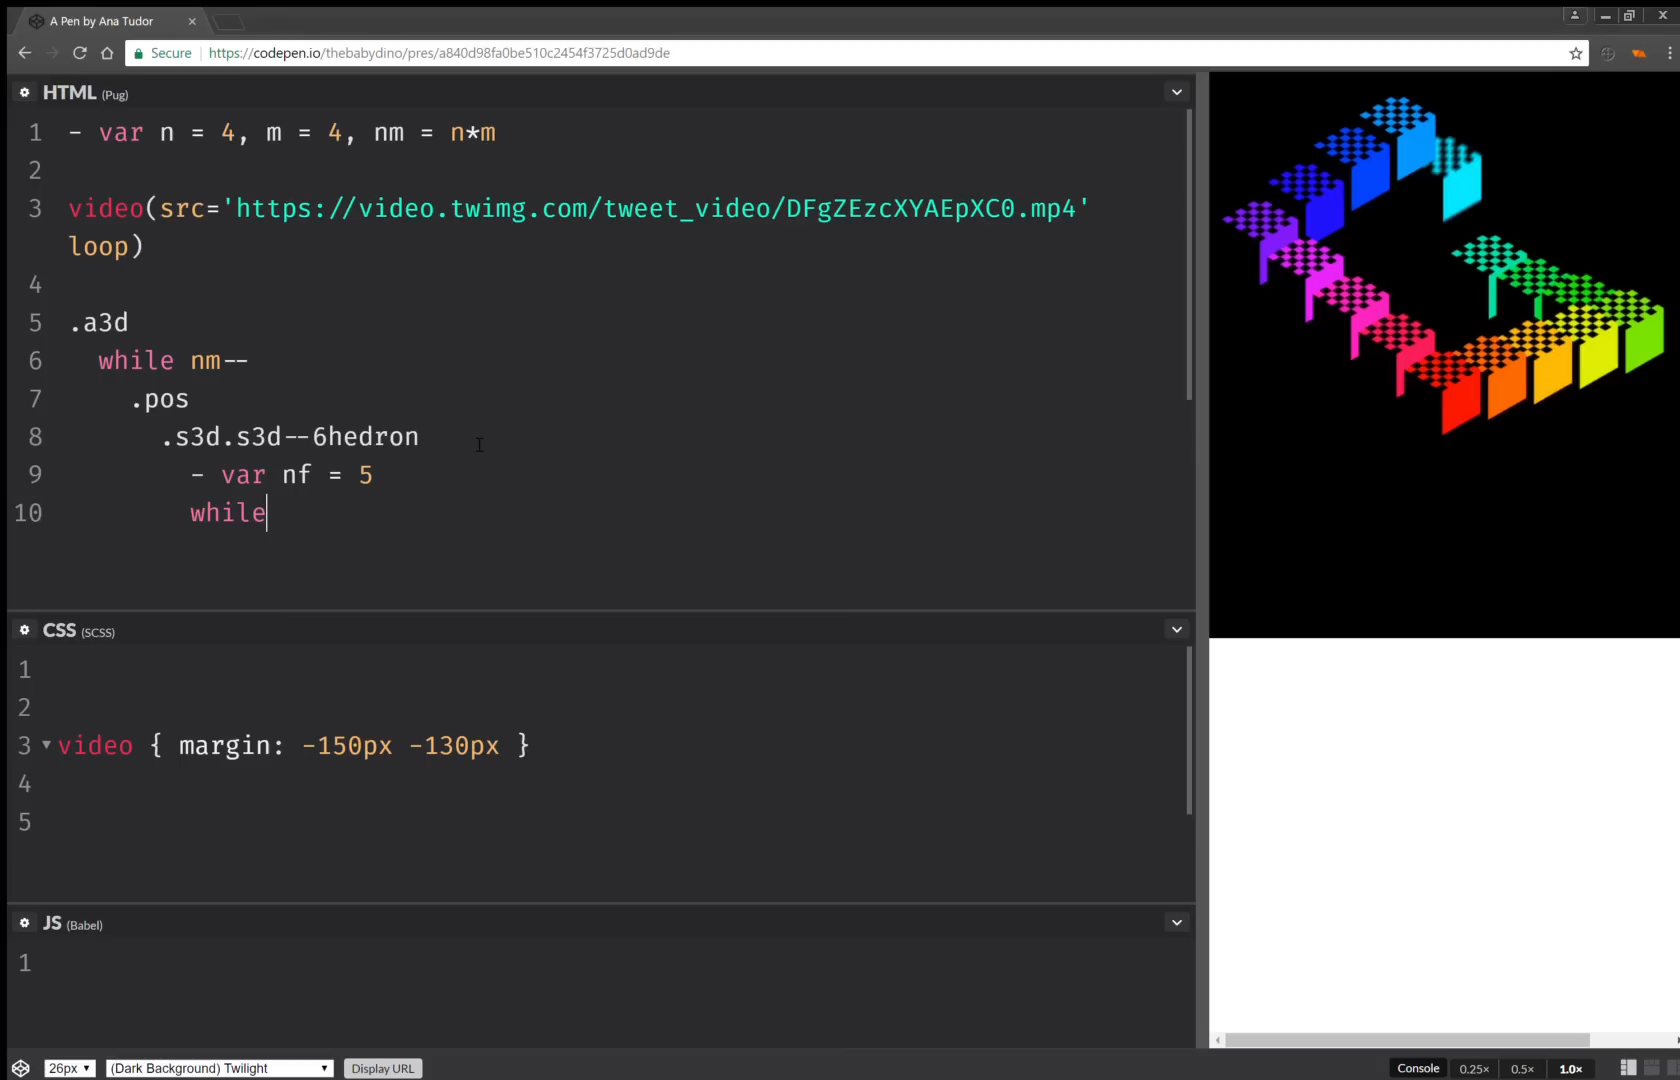 A Pen by Ana Tudor
Secure https://codepen.io/thebabydino/pres/a840d98fa0be510c2454f3725d0ad9de
HTML (Pug)
1 - var n = 4, m = 4, nm = n*m
2
3 video(src='https://video.twimg.com/tweet_video/DFgZEzcXYAEpXC0.mp4'
loop)
4
5 .a3d
6 while nm--
7 .pos
8 .s3d.s3d--6hedron
9 - var nf = 5
10 while
CSS (SCSS)
1
2
3 video { margin: -150px -130px }
4
5
JS (Babel)
1
26px (Dark Background) Twilight Display URL Console 0.25× 0.5× 1.0×